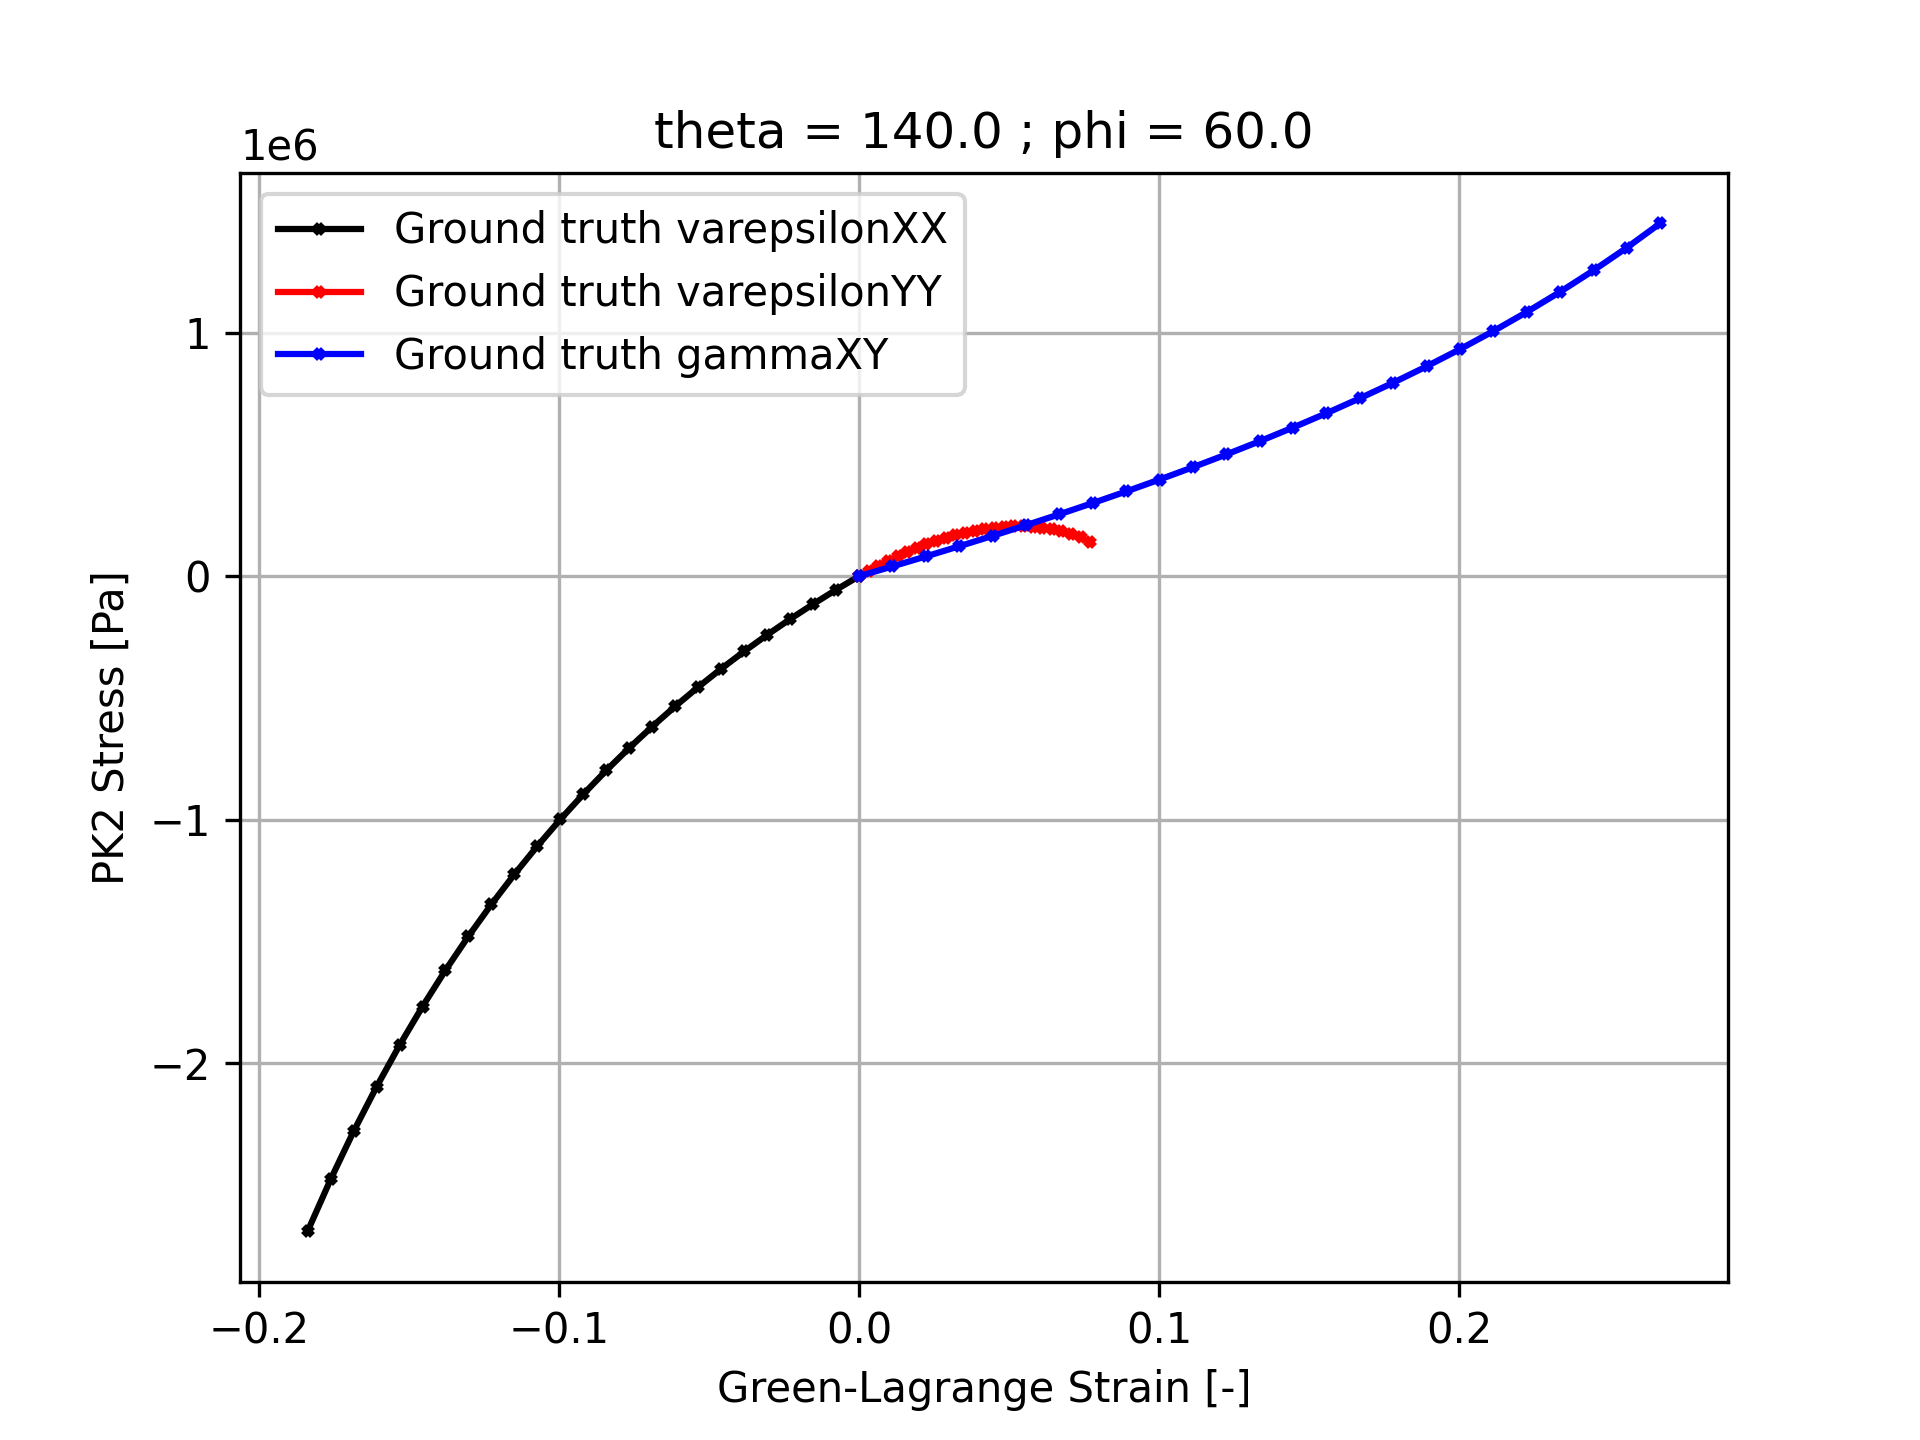 theta = 140.0 ; phi = 60.0
1e6
Ground truth varepsilonXX
Ground truth varepsilonYY
Ground truth gammaXY
1
0
−1
−2
PK2 Stress [Pa]
−0.2 −0.1 0.0 0.1 0.2
Green-Lagrange Strain [-]